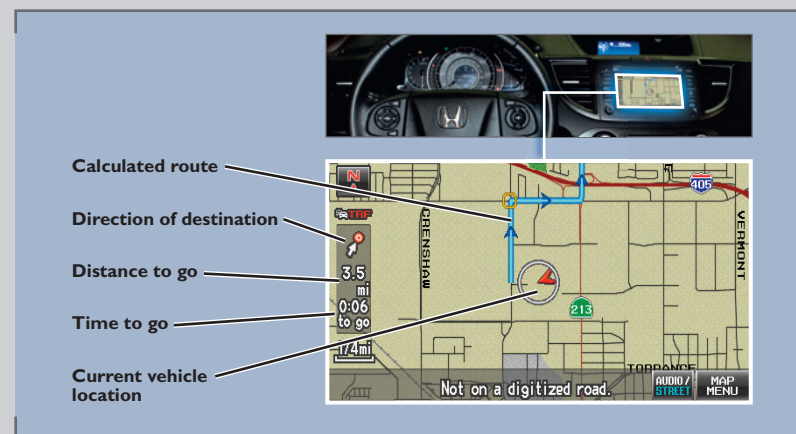 Calculated route
Direction of destination
Distance to go
Time to go
Current vehicle
location
N
TRF
3.5
mi
0:06
to go
1/4mi
CRENSHAW
405
VERMONT
213
TORRANCE
Not on a digitized road.
AUDIO/
STREET
MAP
MENU